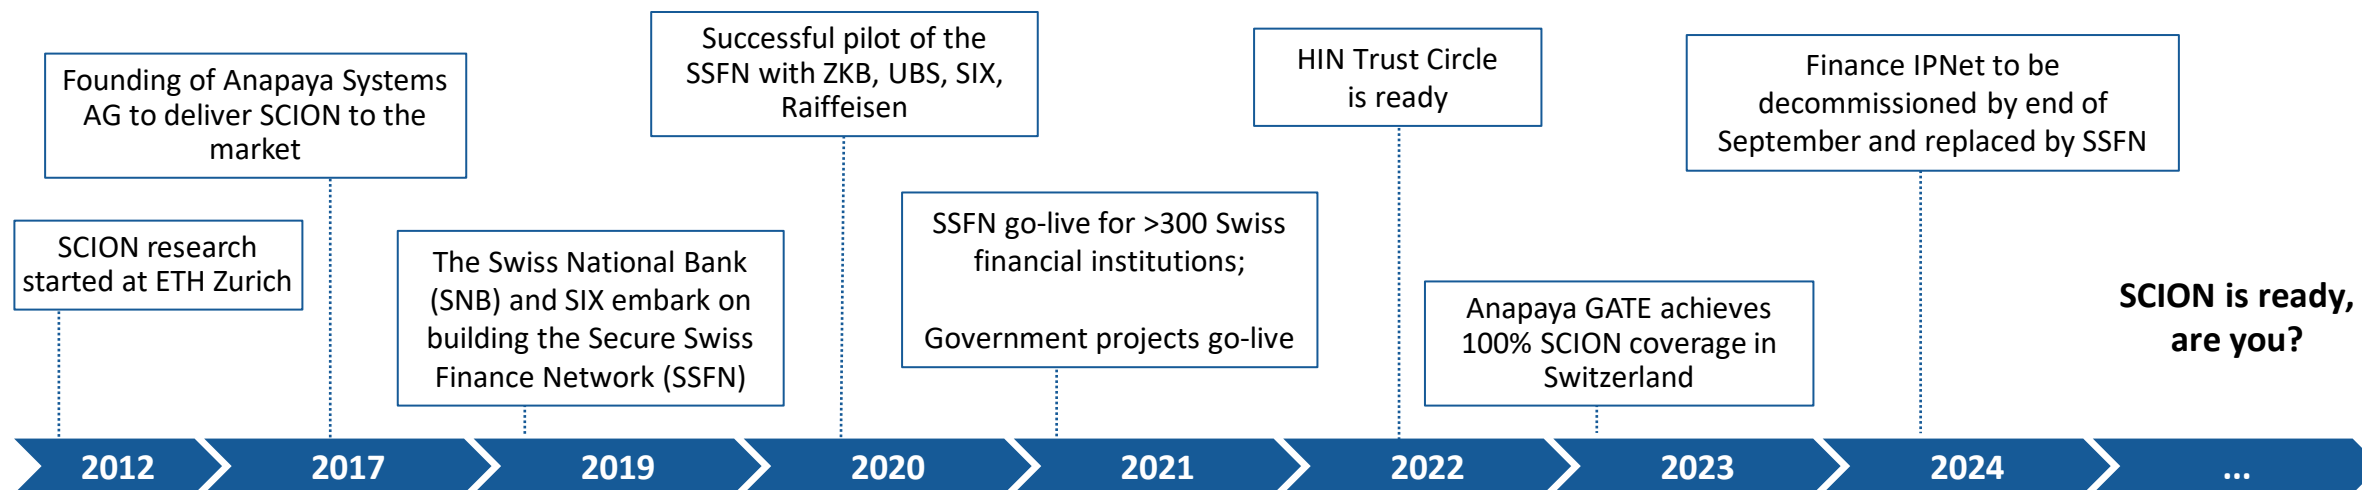 SCION research
started at ETH Zurich
Founding of Anapaya Systems
AG to deliver SCION to the
market
The Swiss National Bank
(SNB) and SIX embark on
building the Secure Swiss
Finance Network (SSFN)
Successful pilot of the
SSFN with ZKB, UBS, SIX,
Raiffeisen
SSFN go-live for >300 Swiss
financial institutions;
Government projects go-live
HIN Trust Circle
is ready
Anapaya GATE achieves
100% SCION coverage in
Switzerland
Finance IPNet to be
decommissioned by end of
September and replaced by SSFN
SCION is ready,
are you?
2012
2017
2019
2020
2021
2022
2023
2024
...